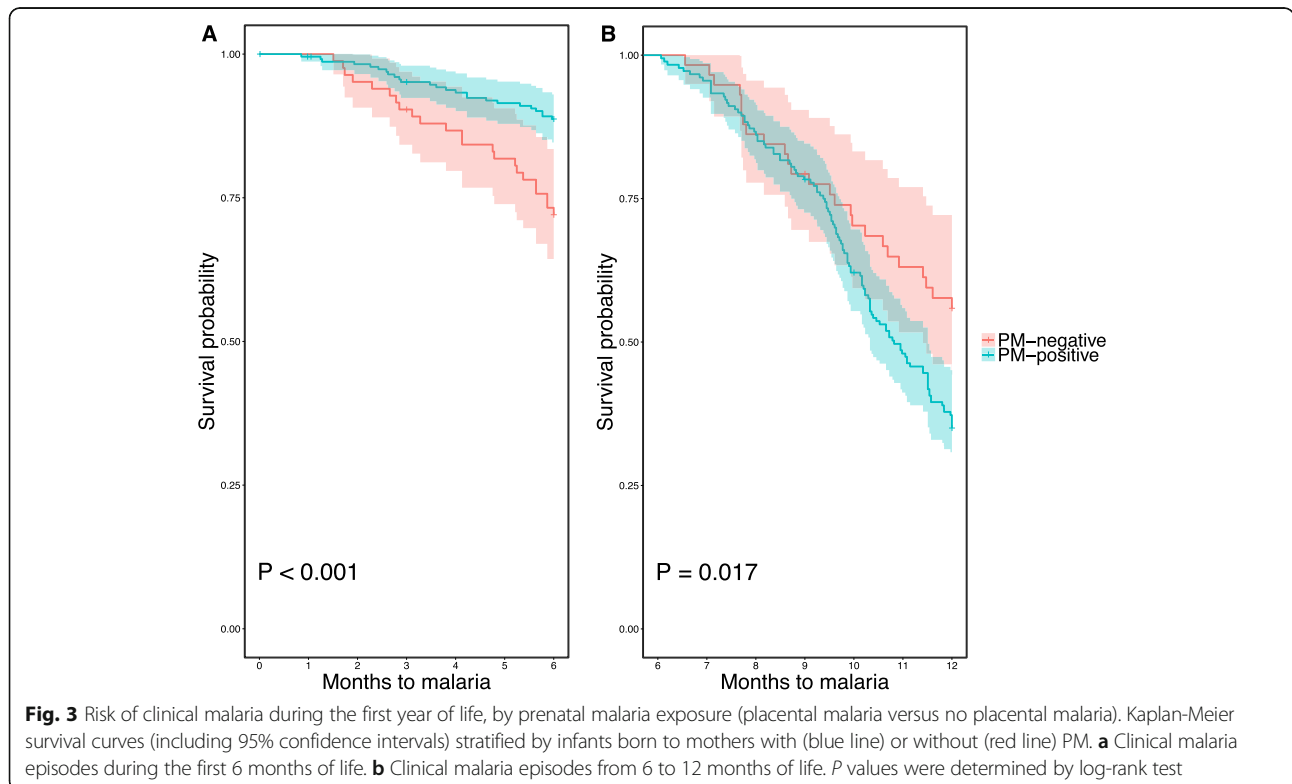 A
B
1.00
0.75
0.50
0.25
0.00
Survival probability
P < 0.001
0 1 2 3 4 5 6
Months to malaria
1.00
0.75
0.50
0.25
0.00
Survival probability
P = 0.017
6 7 8 9 10 11 12
Months to malaria
PM−negative
PM−positive
Fig. 3 Risk of clinical malaria during the first year of life, by prenatal malaria exposure (placental malaria versus no placental malaria). Kaplan-Meier
survival curves (including 95% confidence intervals) stratified by infants born to mothers with (blue line) or without (red line) PM. a Clinical malaria
episodes during the first 6 months of life. b Clinical malaria episodes from 6 to 12 months of life. P values were determined by log-rank test